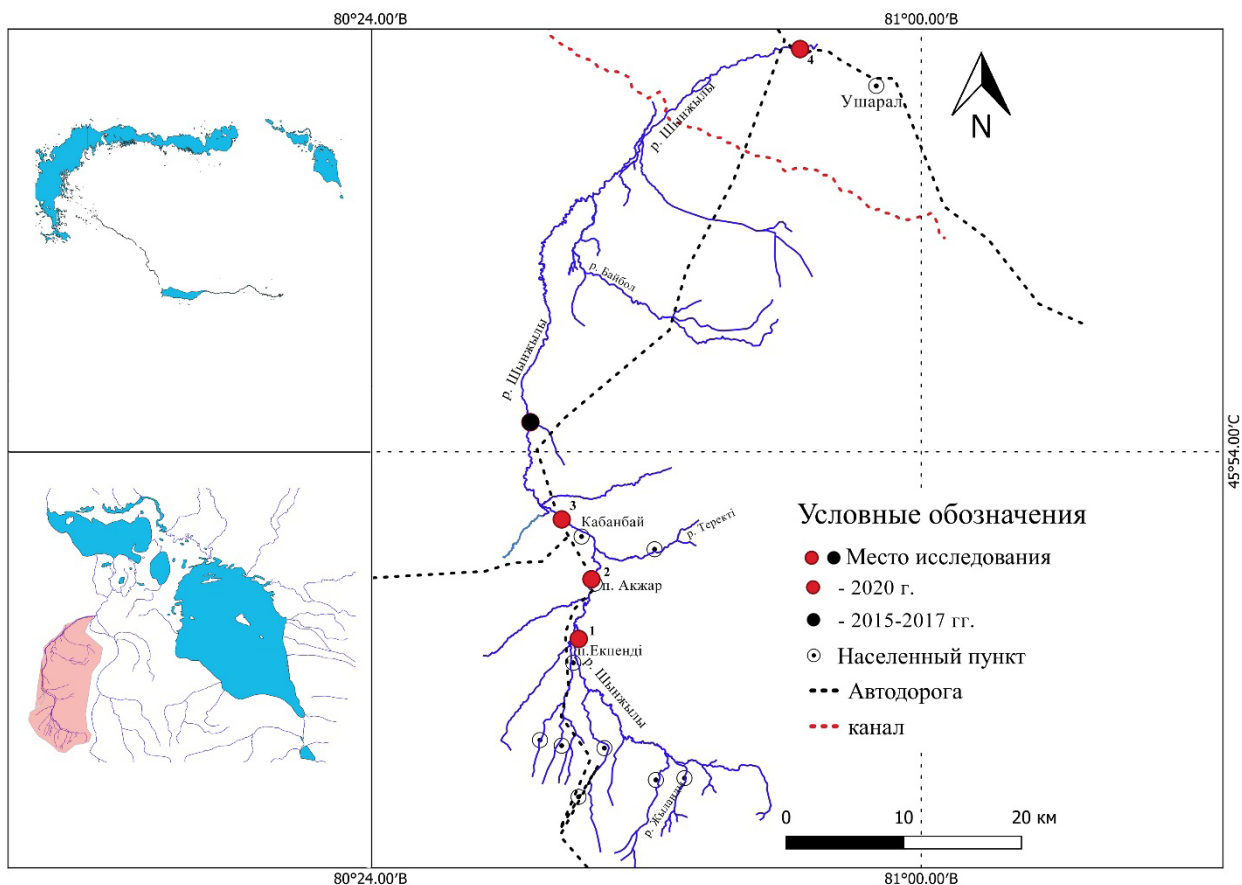 80°24.00′В
81°00.00′В
4
Ушарал
N
р. Шынжылы
р. Байбол
р. Шынжылы
45°54.00′С
3
Кабанбай
р. Теректі
2
п. Акжар
1
п.Екпенді
р. Шынжылы
р. Жыланды
Условные обозначения
Место исследования
- 2020 г.
- 2015-2017 гг.
Населенный пункт
Автодорога
канал
0 10 20 км
80°24.00′В
81°00.00′В